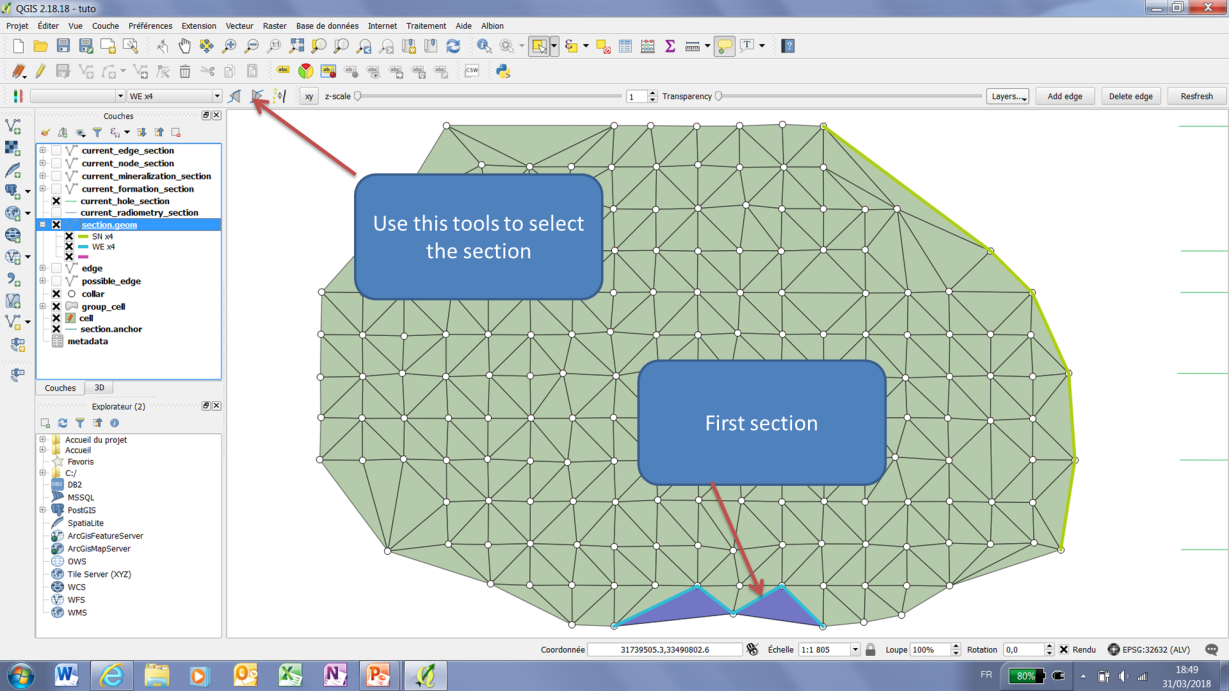 QGIS 2.18.18 - tuto
Projet Éditer Vue Couche Préférences Extension Vecteur Raster Base de données Internet Traitement Aide Albion
abc abc CSW
WE x4 xy z-scale 1 Transparency Layers... Add edge Delete edge Resfresh
Couches
current_edge_section
current_node_section
current_mineralization_section
current_formation_section
current_hole_section
current_radiometry_section
section.geom
SN x4
WE x4
edge
possible_edge
collar
group_cell
cell
section.anchor
metadata
Couches 3D
Explorateur (2)
Accueil du projet
Accueil
Favoris
C:/
DB2
MSSQL
PostGIS
SpatiaLite
ArcGisFeatureServer
ArcGisMapServer
OWS
Tile Server (XYZ)
WCS
WFS
WMS
Use this tools to select
the section
First section
Coordonnée 31739505.3,33490802.6 Échelle 1:1 805 Loupe 100% Rotation 0,0 Rendu EPSG:32632 (ALV)
FR 80% 18:49
31/03/2018